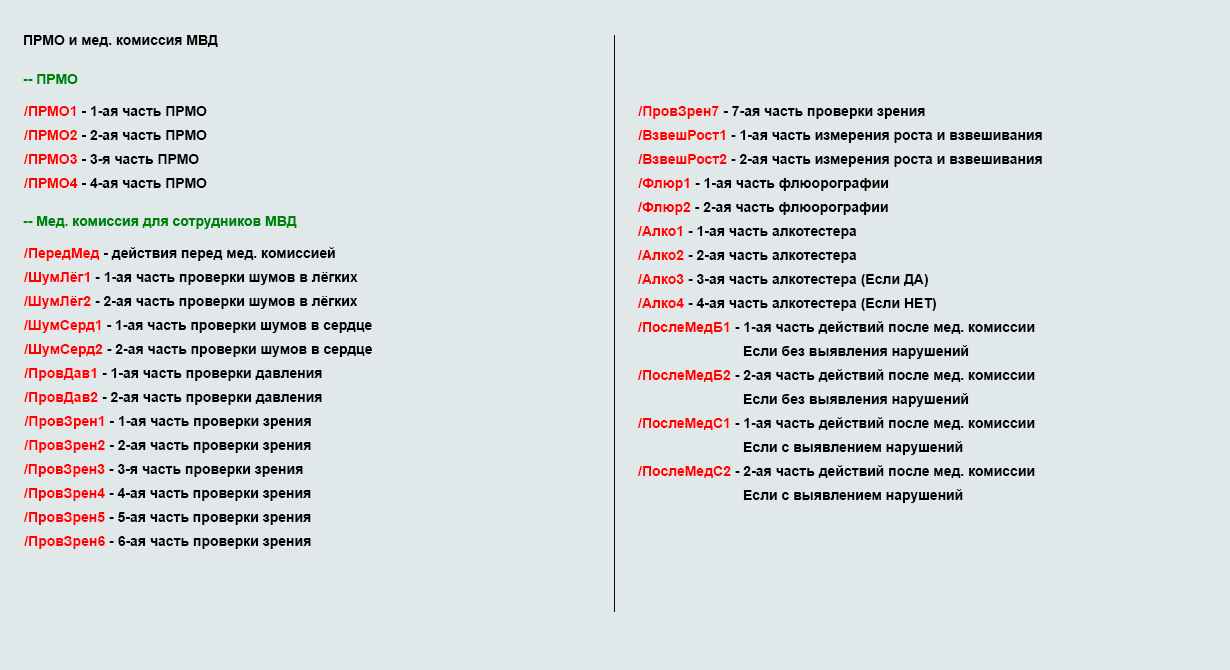 ПРМО и мед. комиссия МВД
-- ПРМО
/ПРМО1 - 1-ая часть ПРМО
/ПРМО2 - 2-ая часть ПРМО
/ПРМО3 - 3-я часть ПРМО
/ПРМО4 - 4-ая часть ПРМО
-- Мед. комиссия для сотрудников МВД
/ПередМед - действия перед мед. комиссией
/ШумЛёг1 - 1-ая часть проверки шумов в лёгких
/ШумЛёг2 - 2-ая часть проверки шумов в лёгких
/ШумСерд1 - 1-ая часть проверки шумов в сердце
/ШумСерд2 - 2-ая часть проверки шумов в сердце
/ПровДав1 - 1-ая часть проверки давления
/ПровДав2 - 2-ая часть проверки давления
/ПровЗрен1 - 1-ая часть проверки зрения
/ПровЗрен2 - 2-ая часть проверки зрения
/ПровЗрен3 - 3-я часть проверки зрения
/ПровЗрен4 - 4-ая часть проверки зрения
/ПровЗрен5 - 5-ая часть проверки зрения
/ПровЗрен6 - 6-ая часть проверки зрения
/ПровЗрен7 - 7-ая часть проверки зрения
/ВзвешРост1 - 1-ая часть измерения роста и взвешивания
/ВзвешРост2 - 2-ая часть измерения роста и взвешивания
/Флюр1 - 1-ая часть флюорографии
/Флюр2 - 2-ая часть флюорографии
/Алко1 - 1-ая часть алкотестера
/Алко2 - 2-ая часть алкотестера
/Алко3 - 3-ая часть алкотестера (Если ДА)
/Алко4 - 4-ая часть алкотестера (Если НЕТ)
/ПослеМедБ1 - 1-ая часть действий после мед. комиссии
Если без выявления нарушений
/ПослеМедБ2 - 2-ая часть действий после мед. комиссии
Если без выявления нарушений
/ПослеМедС1 - 1-ая часть действий после мед. комиссии
Если с выявлением нарушений
/ПослеМедС2 - 2-ая часть действий после мед. комиссии
Если с выявлением нарушений